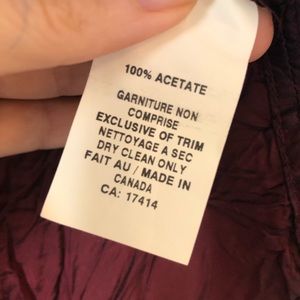 100% ACETATE
GARNITURE NON
COMPRISE
EXCLUSIVE OF TRIM
NETTOYAGE A SEC
DRY CLEAN ONLY
FAIT AU / MADE IN
CANADA
CA: 17414